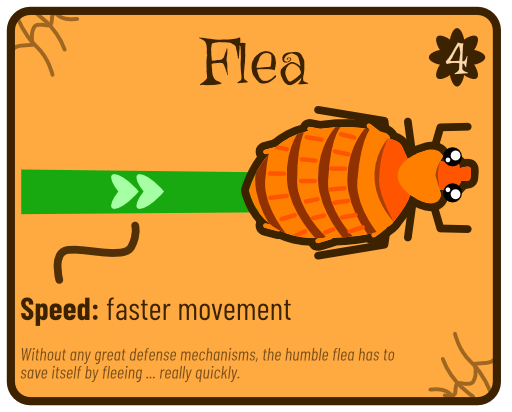 Flea
4
Speed: faster movement
Without any great defense mechanisms, the humble flea has to
save itself by fleeing ... really quickly.